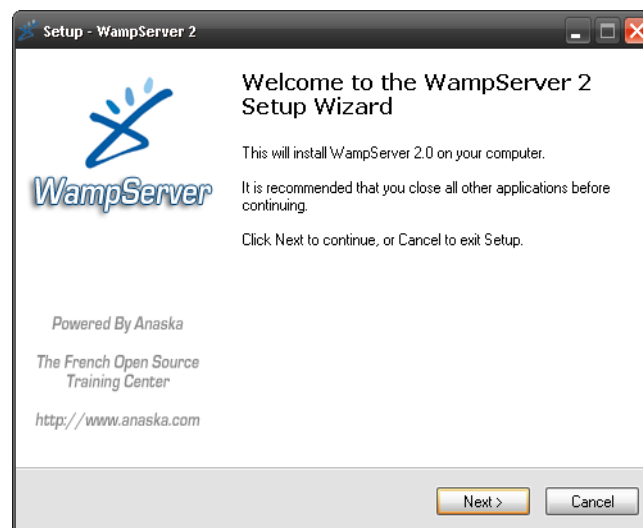 Setup - WampServer 2
Welcome to the WampServer 2
Setup Wizard
This will install WampServer 2.0 on your computer.
It is recommended that you close all other applications before
continuing.
Click Next to continue, or Cancel to exit Setup.
WampServer
Powered By Anaska
The French Open Source
Training Center
http://www.anaska.com
Next >
Cancel